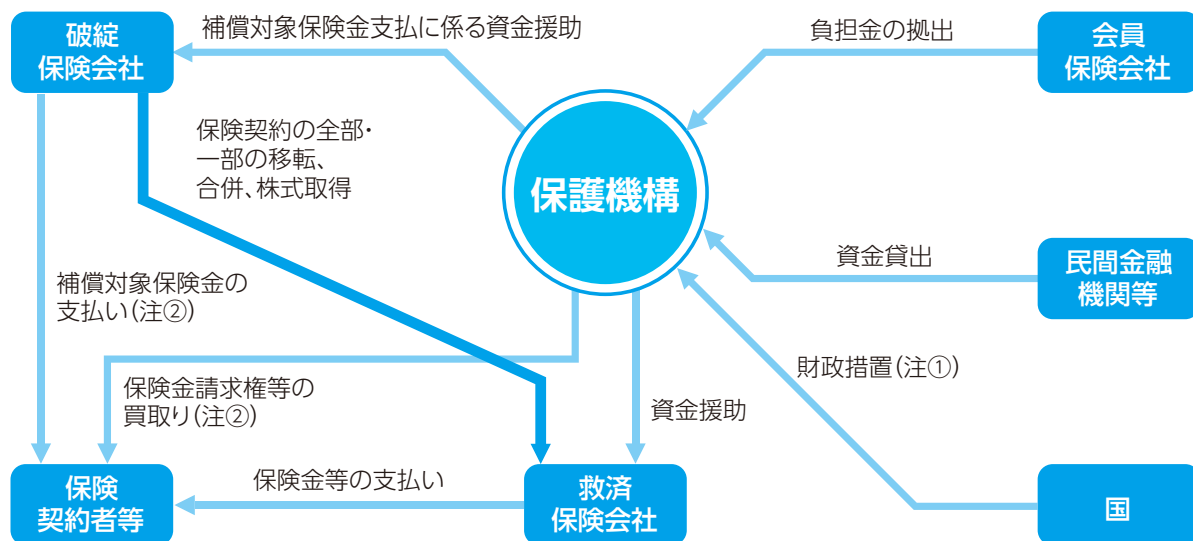 破綻
保険会社
補償対象保険金支払に係る資金援助
負担金の拠出
会員
保険会社
保険契約の全部・
一部の移転、
合併、株式取得
保護機構
資金貸出
民間金融
機関等
補償対象保険金の
支払い(注②)
財政措置(注①)
保険金請求権等の
買取り(注②)
資金援助
保険
契約者等
保険金等の支払い
救済
保険会社
国